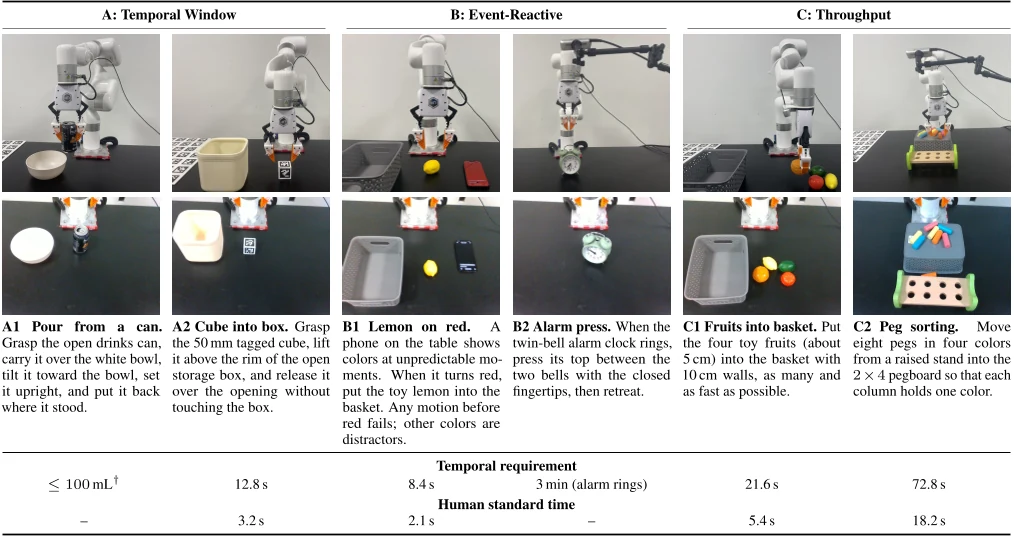 A: Temporal Window
B: Event-Reactive
C: Throughput
A1 Pour from a can.
Grasp the open drinks can,
carry it over the white bowl,
tilt it toward the bowl, set
it upright, and put it back
where it stood.
A2 Cube into box. Grasp
the 50 mm tagged cube, lift
it above the rim of the open
storage box, and release it
over the opening without
touching the box.
B1 Lemon on red. A
phone on the table shows
colors at unpredictable mo-
ments. When it turns red,
put the toy lemon into the
basket. Any motion before
red fails; other colors are
distractors.
B2 Alarm press. When the
twin-bell alarm clock rings,
press its top between the
two bells with the closed
fingertips, then retreat.
C1 Fruits into basket. Put
the four toy fruits (about
5 cm) into the basket with
10 cm walls, as many and
as fast as possible.
C2 Peg sorting. Move
eight pegs in four colors
from a raised stand into the
2 × 4 pegboard so that each
column holds one color.
Temporal requirement
≤ 100 mL† 12.8 s 8.4 s 3 min (alarm rings) 21.6 s 72.8 s
Human standard time
– 3.2 s 2.1 s – 5.4 s 18.2 s